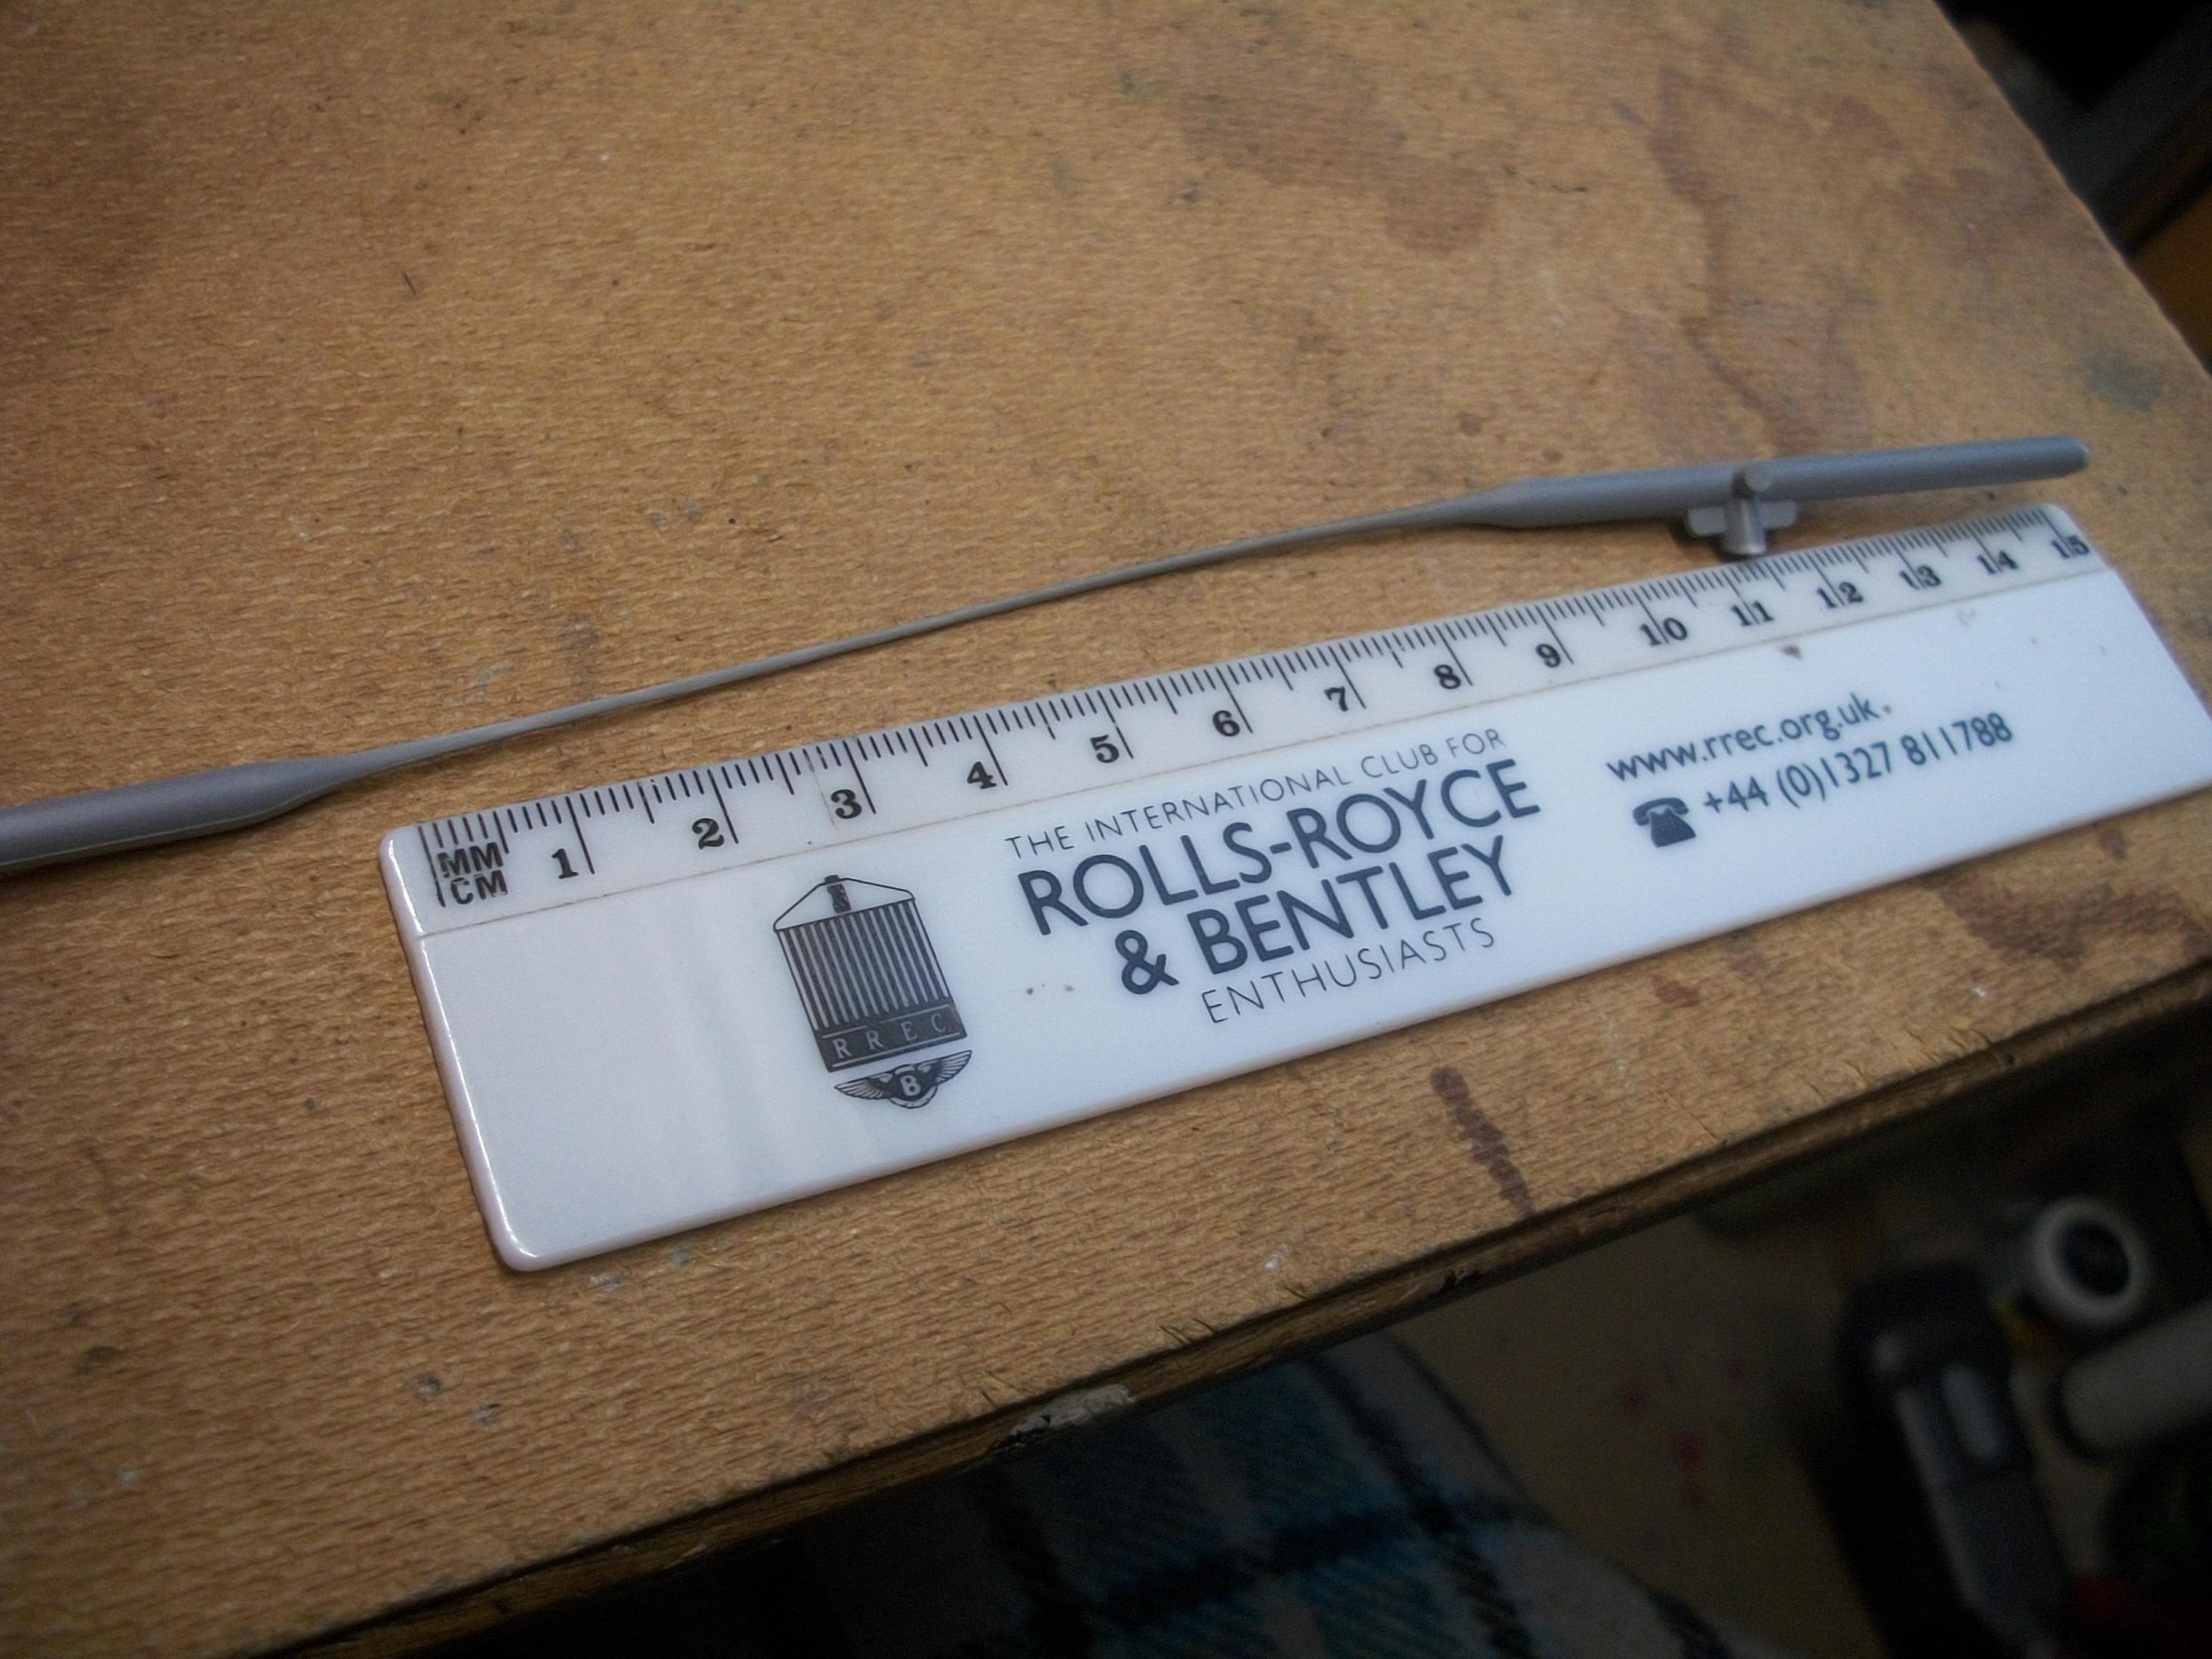 MM
CM
1 2 3 4 5 6 7 8 9 10 11 12 13 14 15
THE INTERNATIONAL CLUB FOR
ROLLS-ROYCE
& BENTLEY
ENTHUSIASTS
RREC
B
www.rrec.org.uk
+44 (0)1327 811788